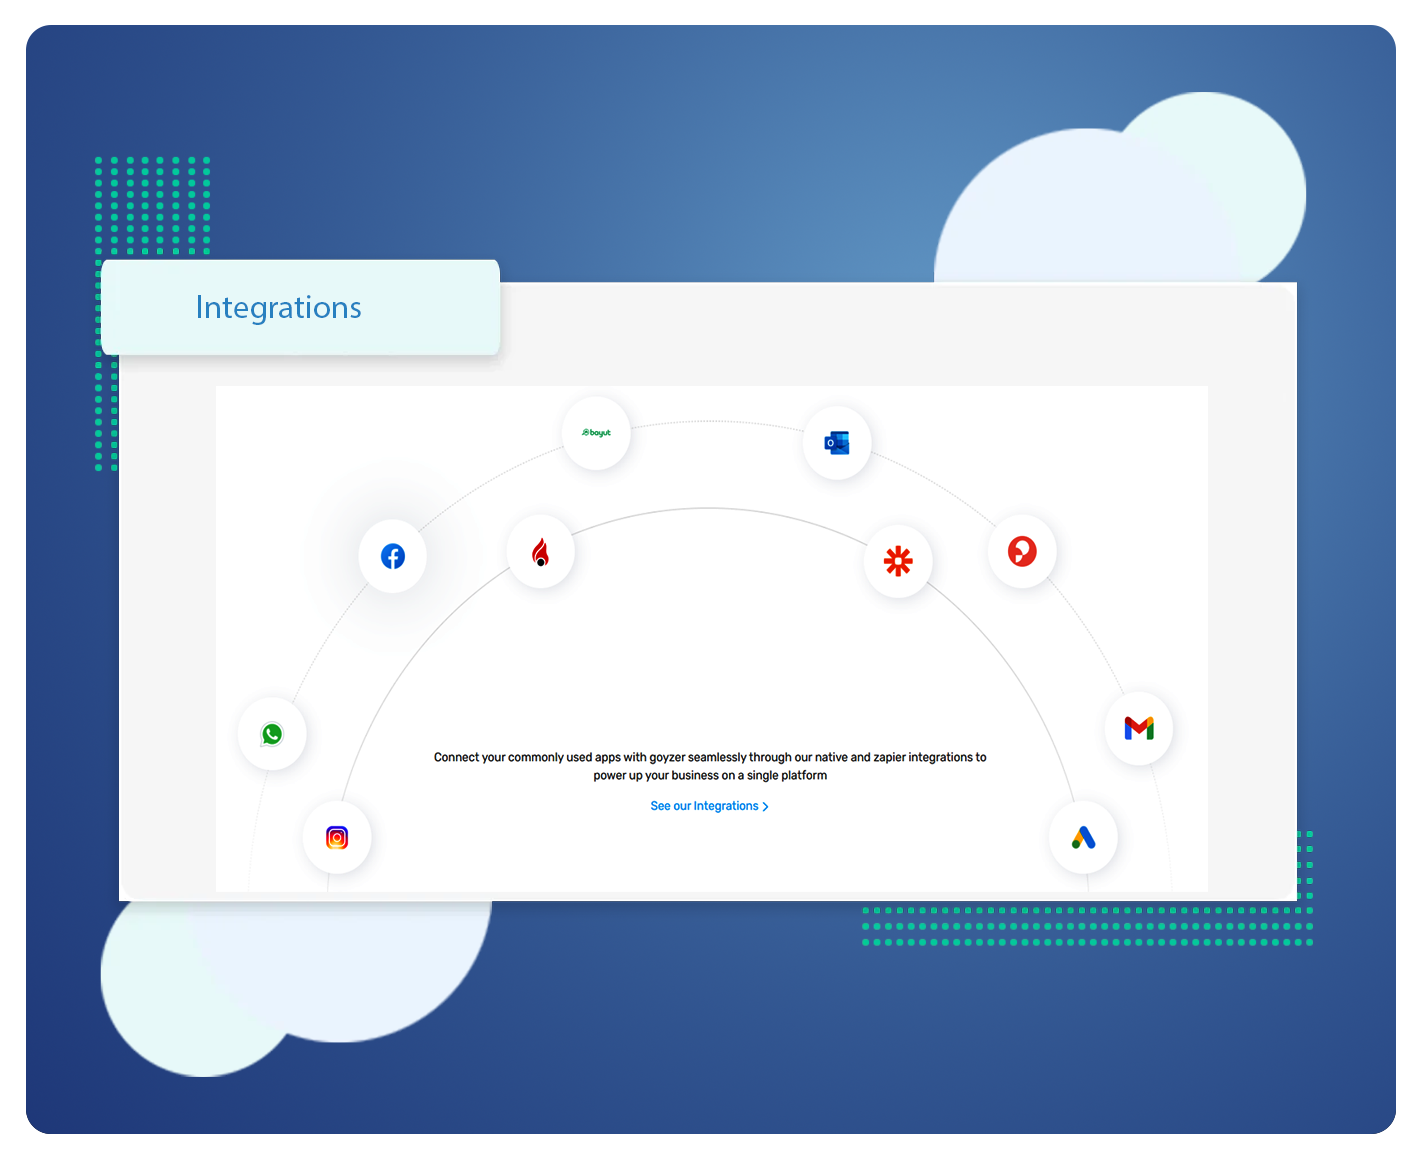 Integrations
bayut
Connect your commonly used apps with goyzer seamlessly through our native and zapier integrations to
power up your business on a single platform
See our Integrations